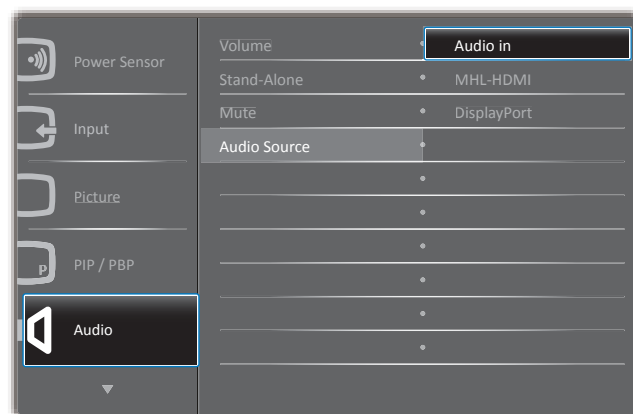 Power Sensor
Input
Picture
P
PIP / PBP
Audio
Volume
Stand-Alone
Mute
Audio Source
Audio in
MHL-HDMI
DisplayPort